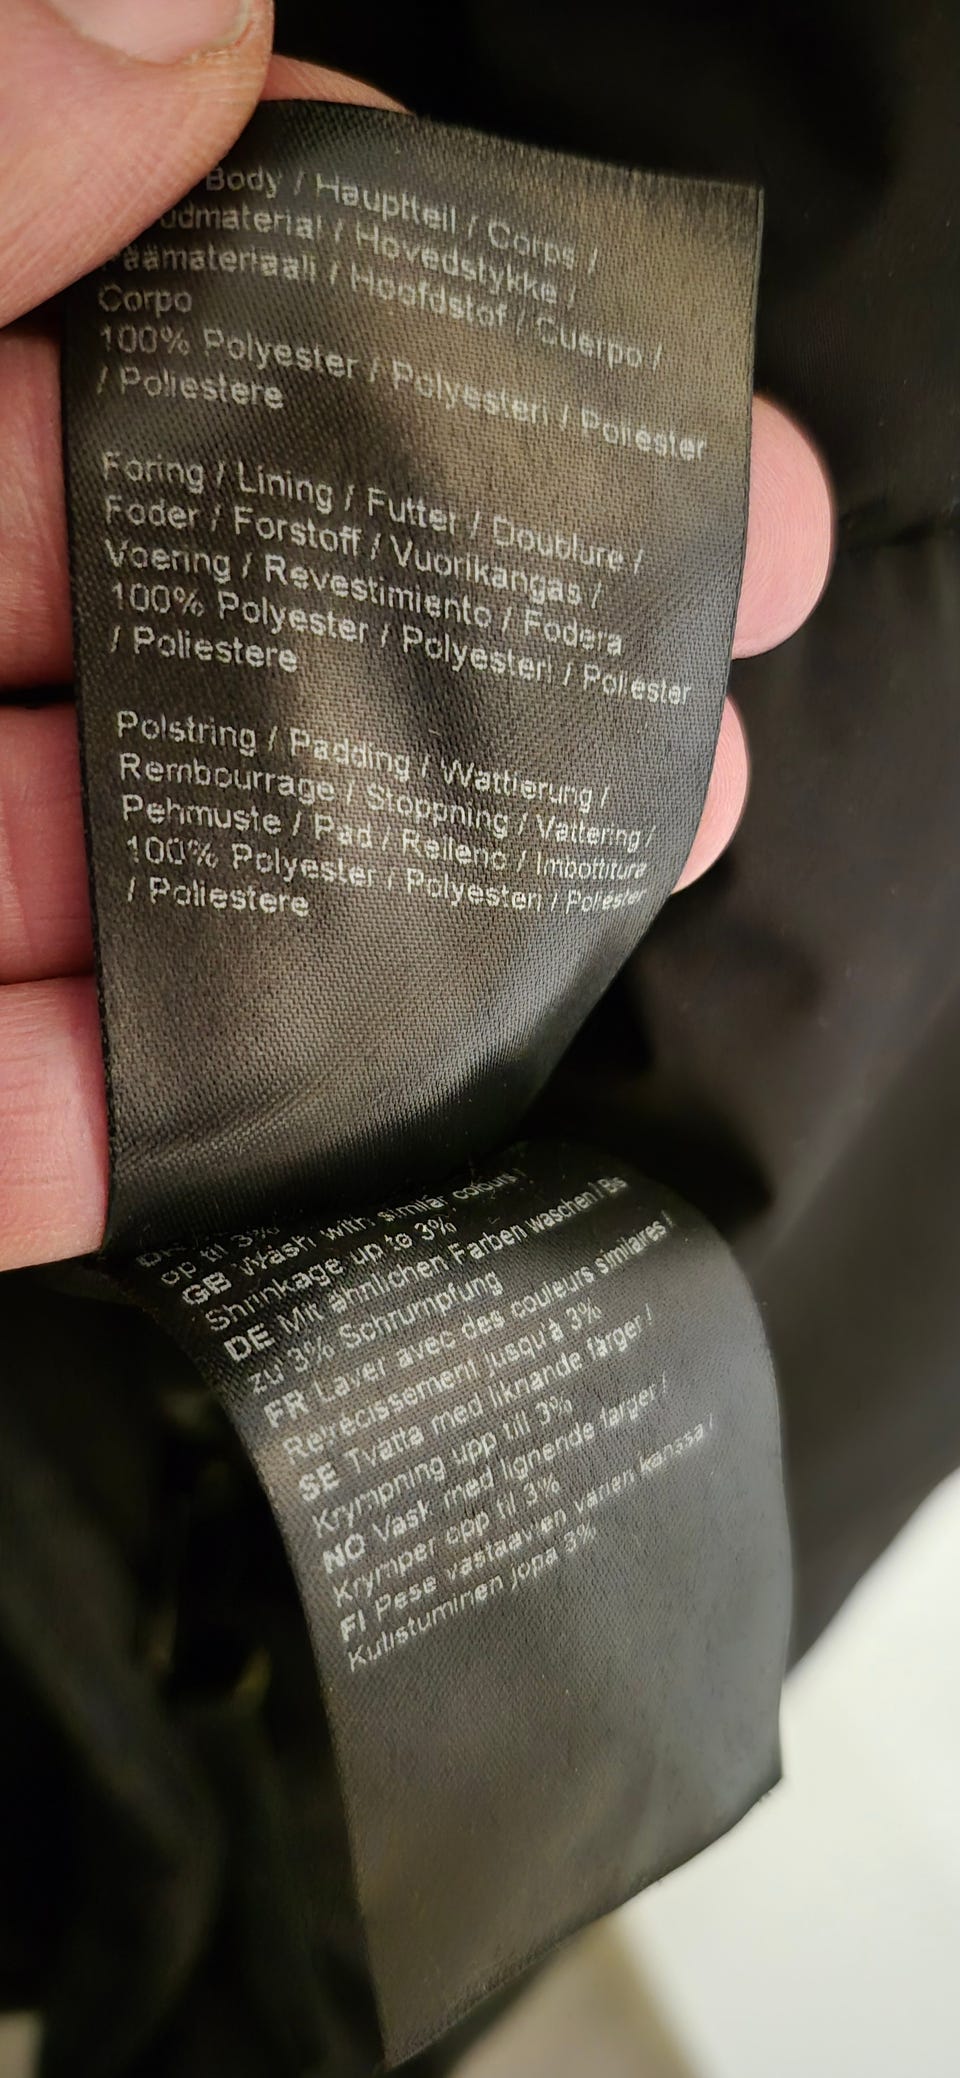 Body / Hauptteil / Corps /
/ Hovedstykke /
/ Hoofdstof / Cuerpo /
Corpo
100% Polyester / Polyesteri / Poliester
/ Poliestere
Foring / Lining / Futter / Doublure /
Foder / Forstoff / Vuorikangas /
Voering / Revestimiento / Fodera
100% Polyester / Polyesteri / Poliester
/ Poliestere
Polstring / Padding / Wattierung /
Rembourrage / Stoppning / Vattering /
Pehmuste / Pad / Relleno / Imbottitura
100% Polyester / Polyesteri / Poliester
/ Poliestere
op til 3%
GB Wash with similar colours /
Shrinkage up to 3%
DE Mit ähnlichen Farben waschen / Bis
zu 3% Schrumpfung
FR Laver avec des couleurs similaires /
Retrécissement jusqu'à 3%
SE Tvätta med liknande färger /
Krympning upp till 3%
NO Vask med lignende farger /
Krymper opp til 3%
FI Pese vastaavien värien kanssa /
Kutistuminen jopa 3%